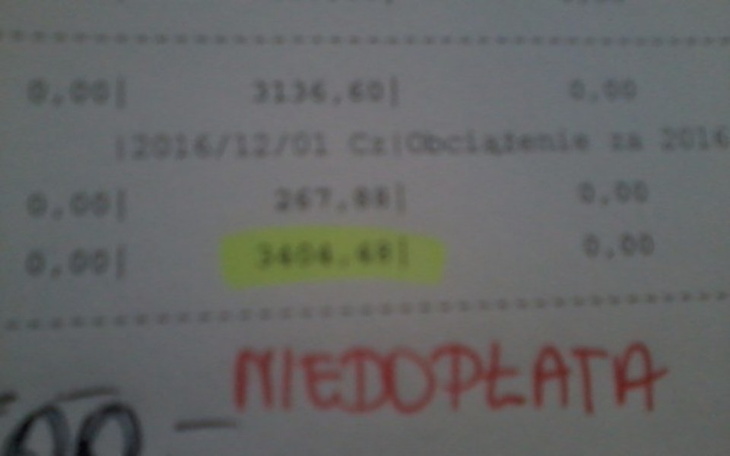 0,00| 3136,60| 0,00
|2016/12/01 Cz|Obciążenie za 2016
0,00| 267,88| 0,00
0,00| 3404,48| 0,00
NIEDOPŁATA
00 -